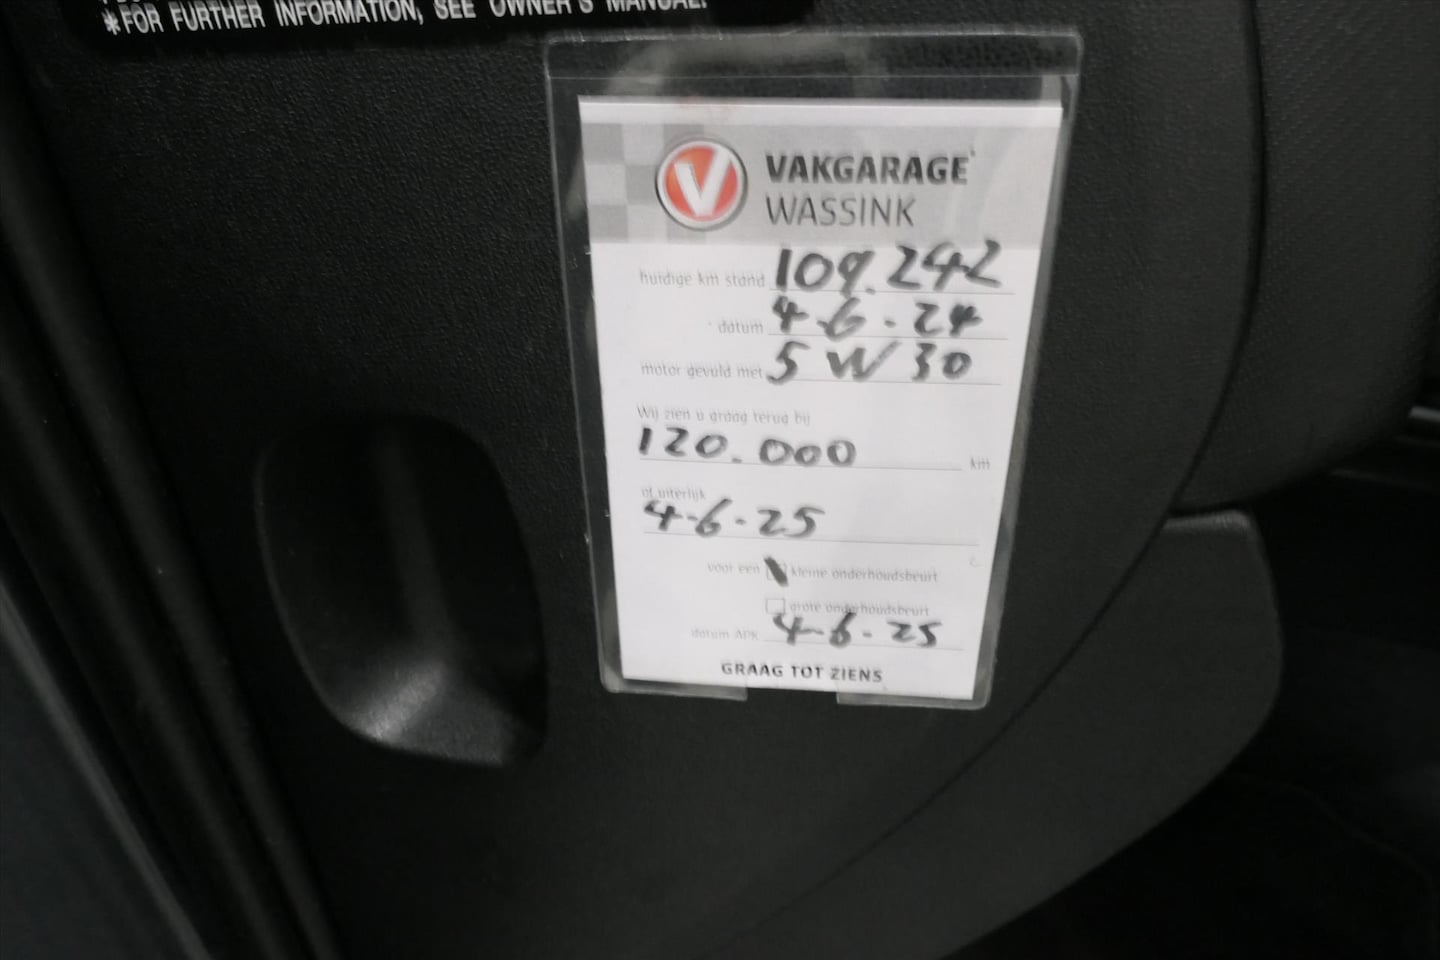 *FOR FURTHER INFORMATION, SEE OWNER'S MANUAL.
V VAKGARAGE
WASSINK
huidige km stand 109.242
datum 4-6-24
motor gevuld met 5W30
Wij zien u graag terug bij
120.000 km
of uiterlijk
4-6-25
voor een kleine onderhoudsbeurt
grote onderhoudsbeurt
datum APK 4-6-25
GRAAG TOT ZIENS